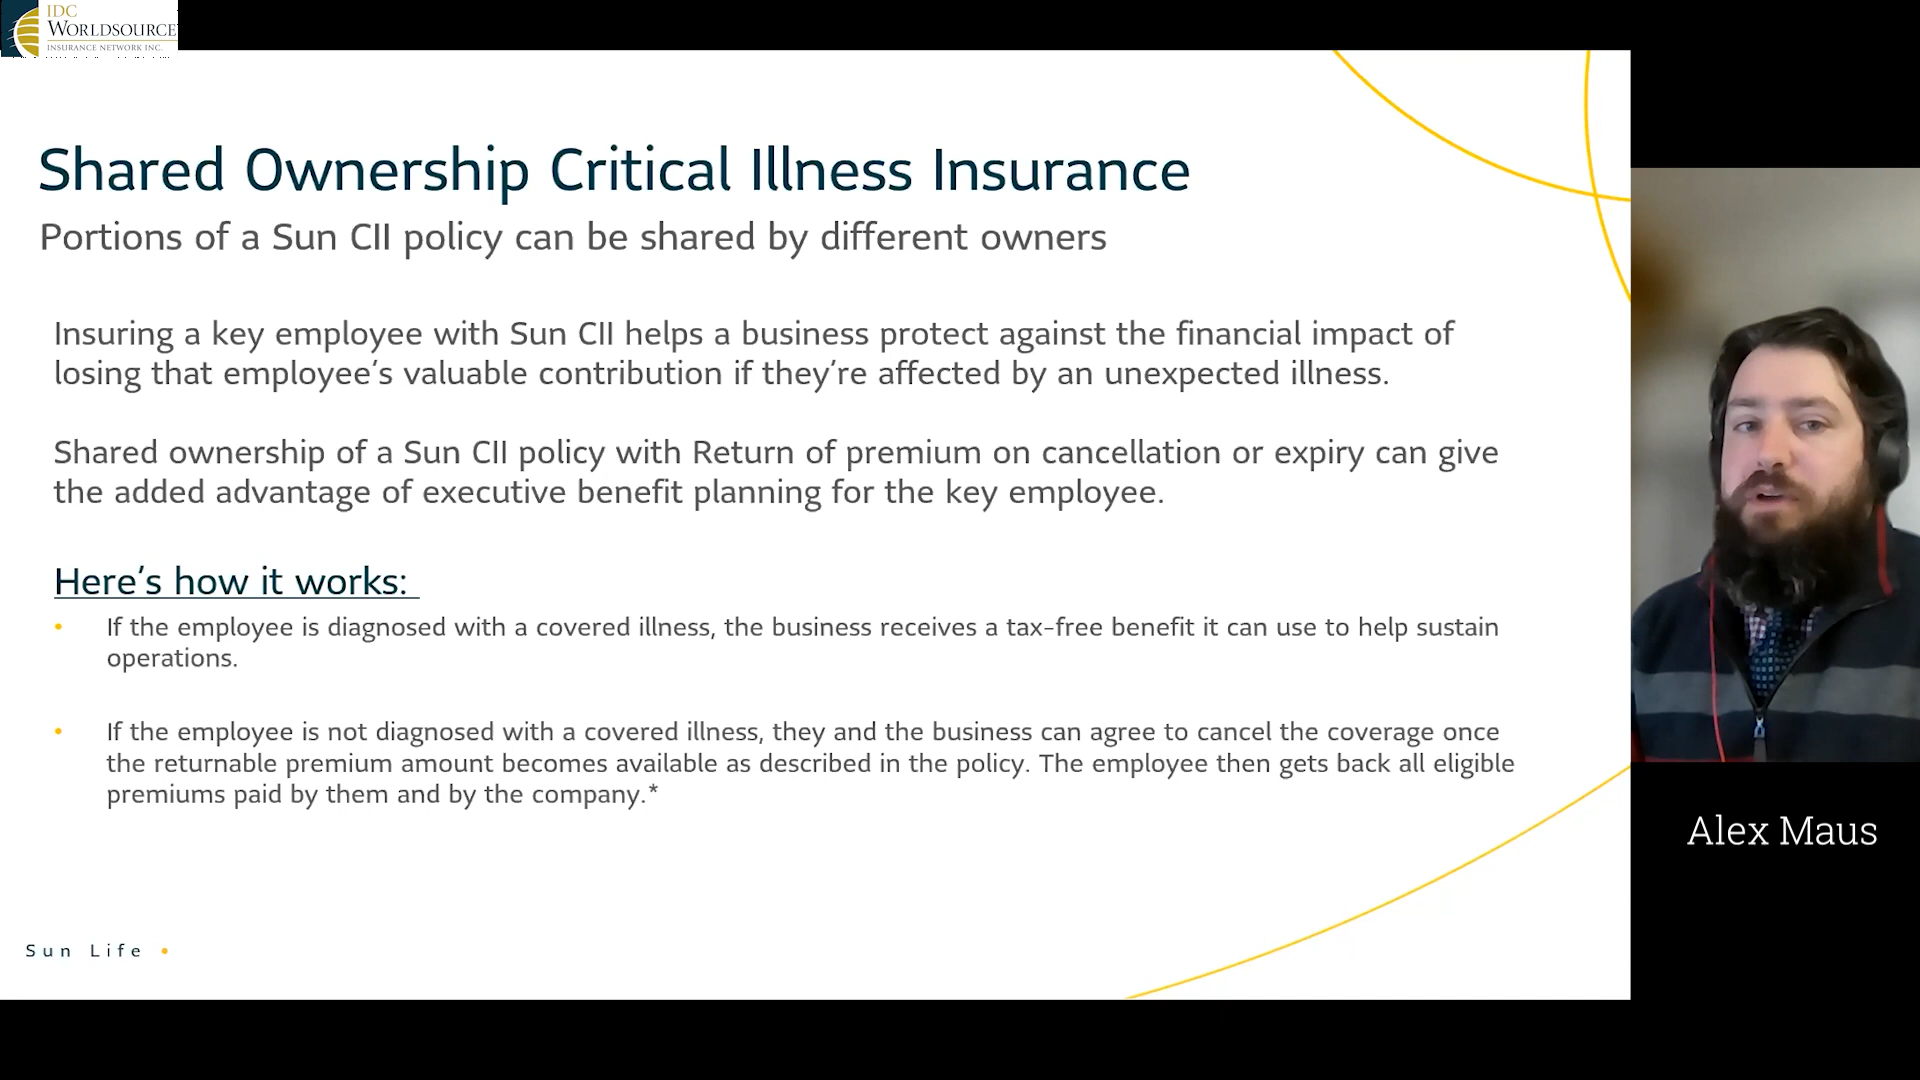 IDC
WORLDSOURCE
INSURANCE NETWORK INC.
Shared Ownership Critical Illness Insurance
Portions of a Sun CII policy can be shared by different owners
Insuring a key employee with Sun CII helps a business protect against the financial impact of
losing that employee’s valuable contribution if they’re affected by an unexpected illness.
Shared ownership of a Sun CII policy with Return of premium on cancellation or expiry can give
the added advantage of executive benefit planning for the key employee.
Here’s how it works:
• If the employee is diagnosed with a covered illness, the business receives a tax-free benefit it can use to help sustain
operations.
• If the employee is not diagnosed with a covered illness, they and the business can agree to cancel the coverage once
the returnable premium amount becomes available as described in the policy. The employee then gets back all eligible
premiums paid by them and by the company.*
Alex Maus
Sun Life